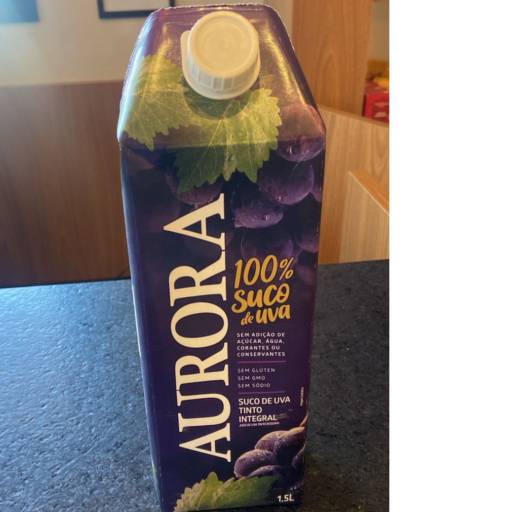 AURORA
100%
suco
de uva
SEM ADIÇÃO DE
AÇÚCAR, ÁGUA,
CORANTES OU
CONSERVANTES
SEM GLÚTEN
SEM GMO
SEM SÓDIO
SUCO DE UVA
TINTO
INTEGRAL
1,5L